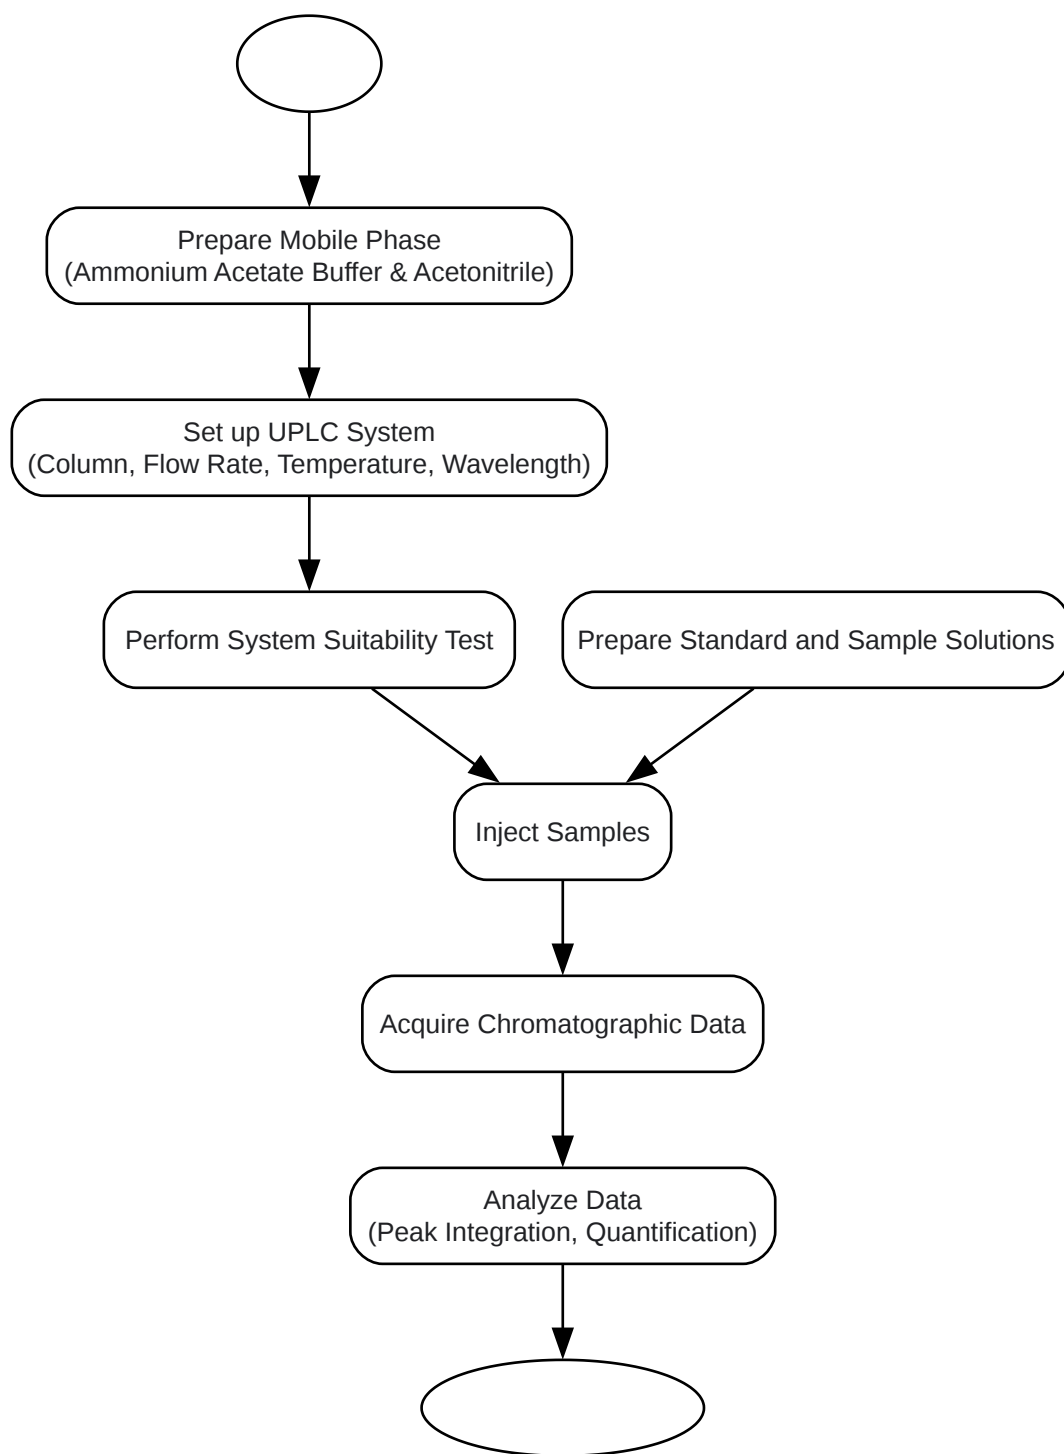 Prepare Mobile Phase
(Ammonium Acetate Buffer & Acetonitrile)
Set up UPLC System
(Column, Flow Rate, Temperature, Wavelength)
Perform System Suitability Test
Prepare Standard and Sample Solutions
Inject Samples
Acquire Chromatographic Data
Analyze Data
(Peak Integration, Quantification)